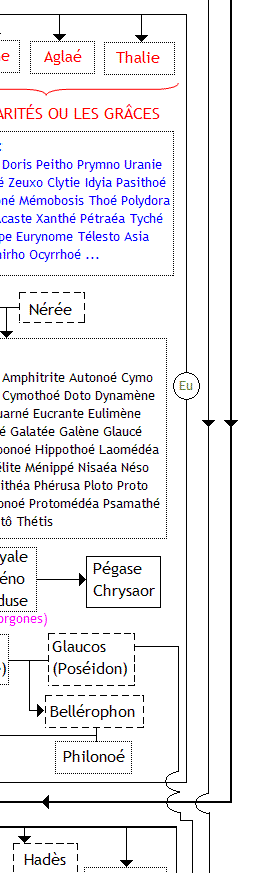 e
Aglaé
Thalie
ARITÉS OU LES GRÂCES
:
Doris Peitho Prymno Uranie
é Zeuxo Clytie Idyia Pasithoé
oné Mémobosis Thoé Polydora
Acaste Xanthé Pétraéa Tyché
pe Eurynome Télesto Asia
irho Ocyrrhoé ...
Nérée
Amphitrite Autonoé Cymo
Cymothoé Doto Dynamène
uarné Eucrante Eulimène
é Galatée Galène Glaucé
ponoé Hippothoé Laomédéa
élite Ménippé Nisaéa Néso
ithéa Phérusa Ploto Proto
onoé Protomédéa Psamathé
tô Thétis
Eu
yale
éno
duse
orgones)
Pégase
Chrysaor
)
Glaucos
(Poséidon)
Bellérophon
Philonoé
Hadès